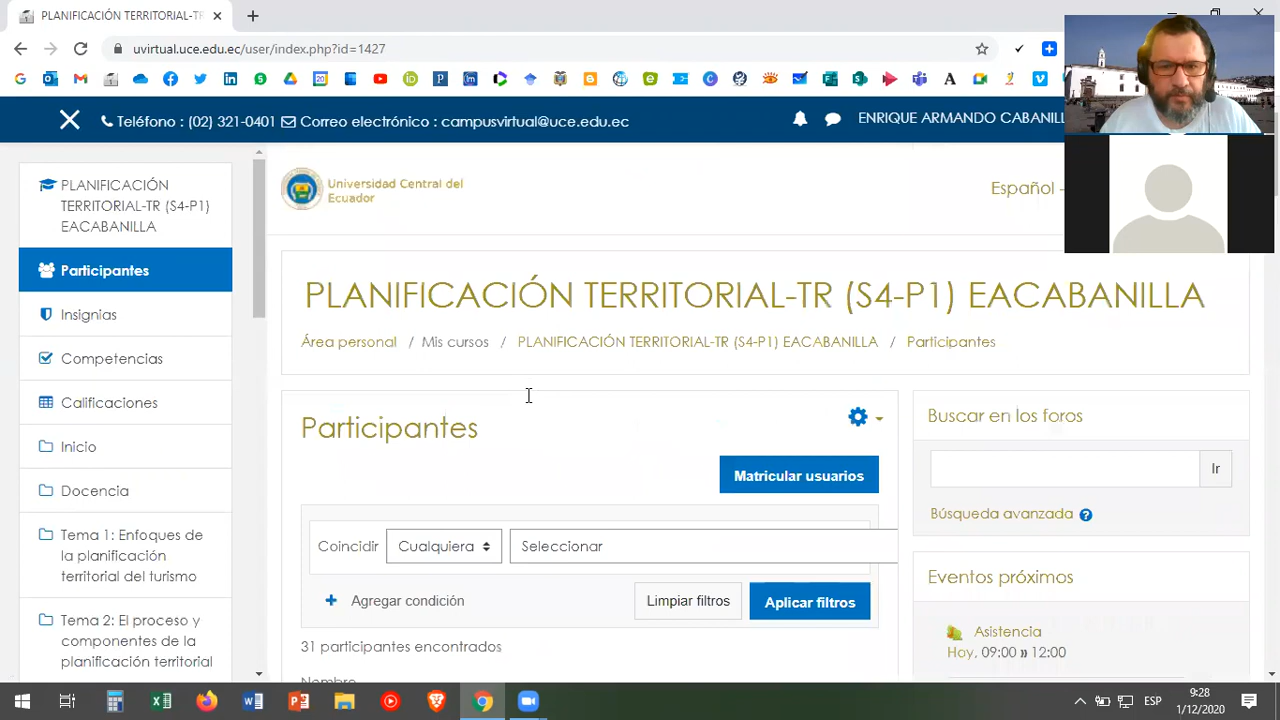 PLANIFICACIÓN TERRITORIAL-TR
uvirtual.uce.edu.ec/user/index.php?id=1427
Teléfono : (02) 321-0401 Correo electrónico : campusvirtual@uce.edu.ec
ENRIQUE ARMANDO CABANILL
PLANIFICACIÓN
TERRITORIAL-TR (S4-P1)
EACABANILLA
Participantes
Insignias
Competencias
Calificaciones
Inicio
Docencia
Tema 1: Enfoques de
la planificación
territorial del turismo
Tema 2: El proceso y
componentes de la
planificación territorial
Universidad Central del
Ecuador
Español -
PLANIFICACIÓN TERRITORIAL-TR (S4-P1) EACABANILLA
Área personal / Mis cursos / PLANIFICACIÓN TERRITORIAL-TR (S4-P1) EACABANILLA / Participantes
Participantes
Matricular usuarios
Coincidir Cualquiera Seleccionar
+ Agregar condición Limpiar filtros Aplicar filtros
31 participantes encontrados
Nombre
Buscar en los foros
Ir
Búsqueda avanzada
Eventos próximos
Asistencia
Hoy, 09:00 » 12:00
ESP
9:28
1/12/2020